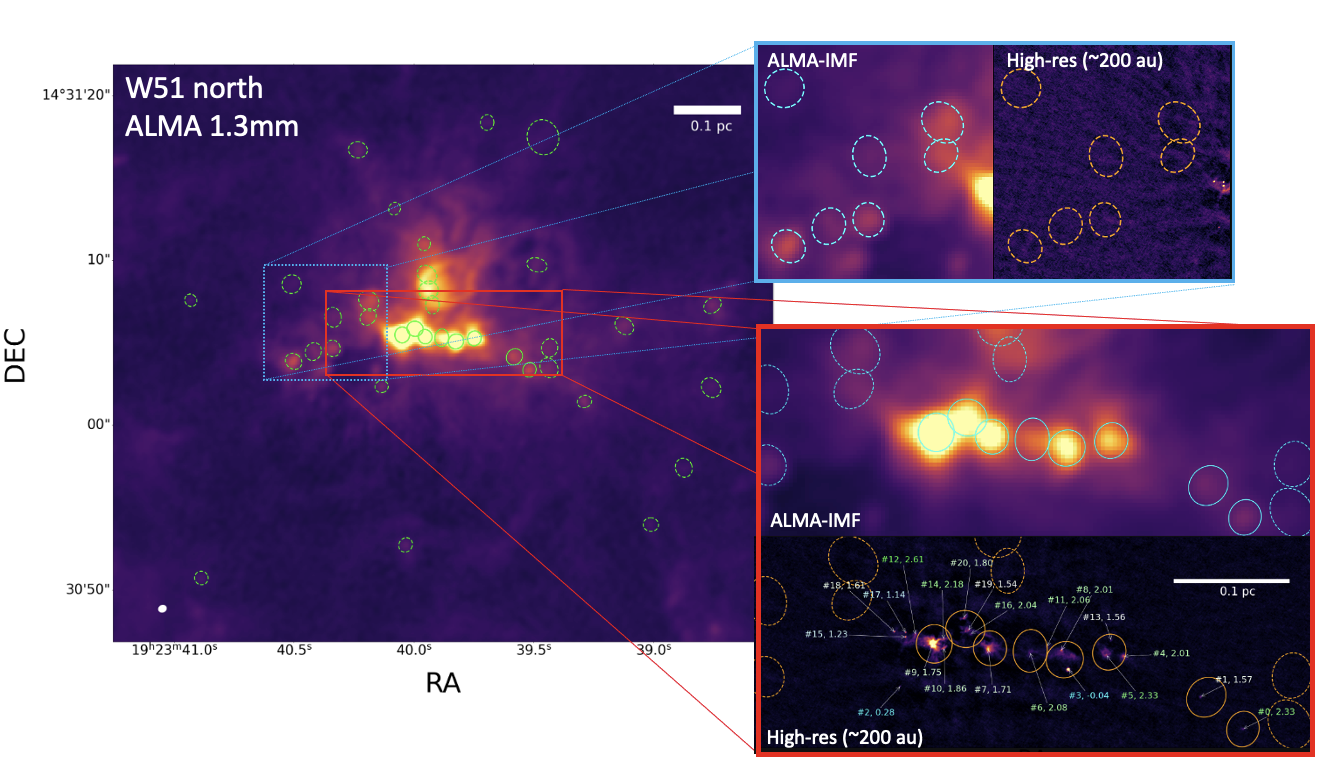 W51 north
ALMA 1.3mm
0.1 pc
14°31'20"
10"
00"
30'50"
DEC
19ʰ23ᵐ41.0ˢ
40.5ˢ
40.0ˢ
39.5ˢ
39.0ˢ
RA
ALMA-IMF
High-res (~200 au)
ALMA-IMF
#12, 2.61
#20, 1.80
#18, 1.61
#14, 2.18
#19, 1.54
#8, 2.01
#17, 1.14
#11, 2.06
#16, 2.04
#13, 1.56
#15, 1.23
#4, 2.01
#9, 1.75
#10, 1.86
#7, 1.71
#3, -0.04
#5, 2.33
#1, 1.57
#6, 2.08
#2, 0.28
#0, 2.33
0.1 pc
High-res (~200 au)